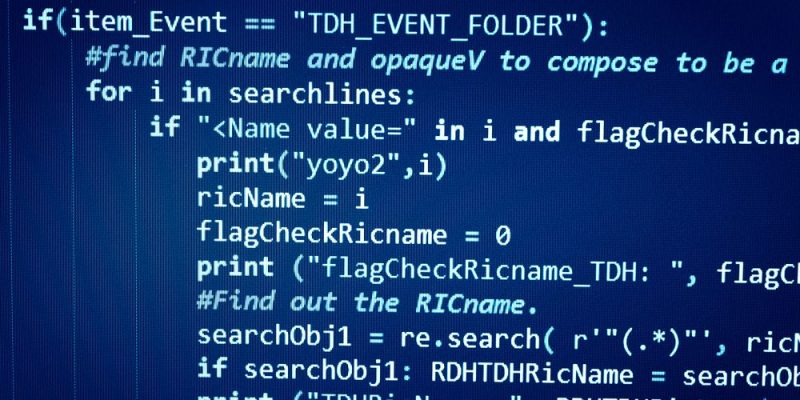 if(item_Event == "TDH_EVENT_FOLDER"):
#find RICname and opaqueV to compose to be a
for i in searchlines:
if "<Name value=" in i and flagCheckRicna
print("yoyo2",i)
ricName = i
flagCheckRicname = 0
print ("flagCheckRicname_TDH: ", flagCh
#Find out the RICname.
searchObj1 = re.search( r'"(.*)"', ricN
if searchObj1: RDHTDHRicName = searchOb
print